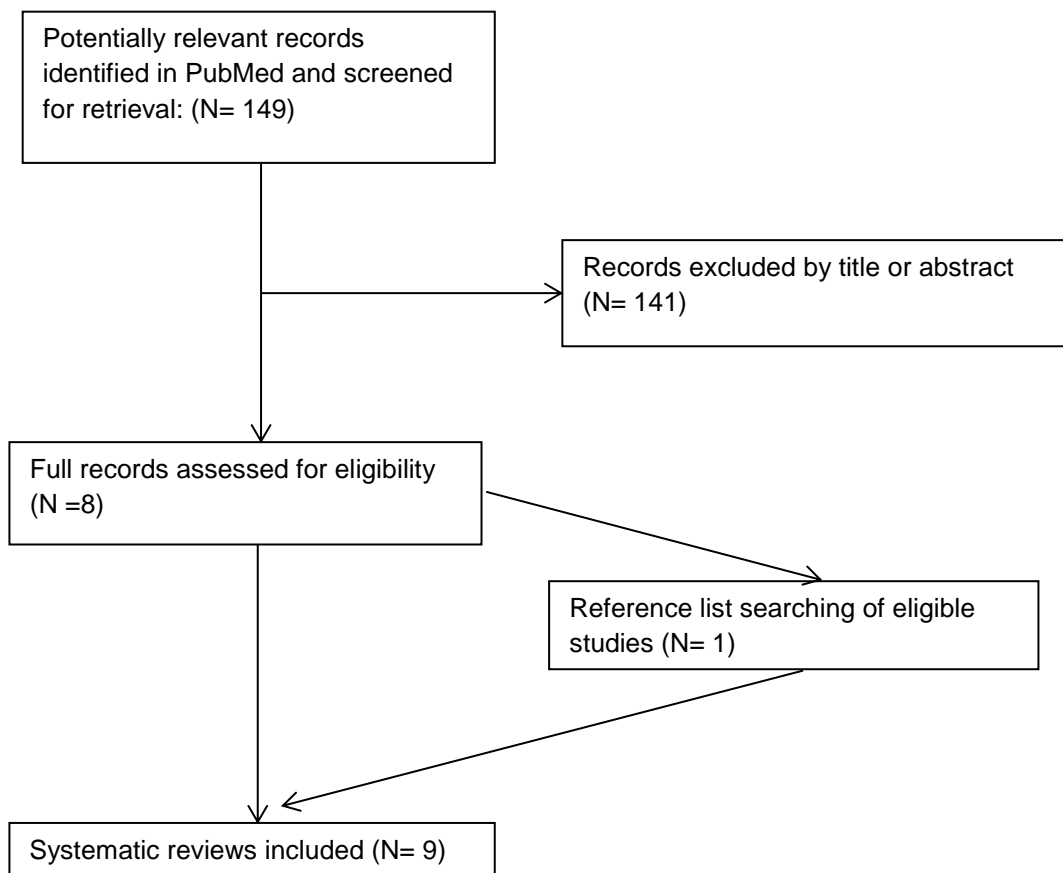 Potentially relevant records
identified in PubMed and screened
for retrieval: (N= 149)
Records excluded by title or abstract
(N= 141)
Full records assessed for eligibility
(N =8)
Reference list searching of eligible
studies (N= 1)
Systematic reviews included (N= 9)